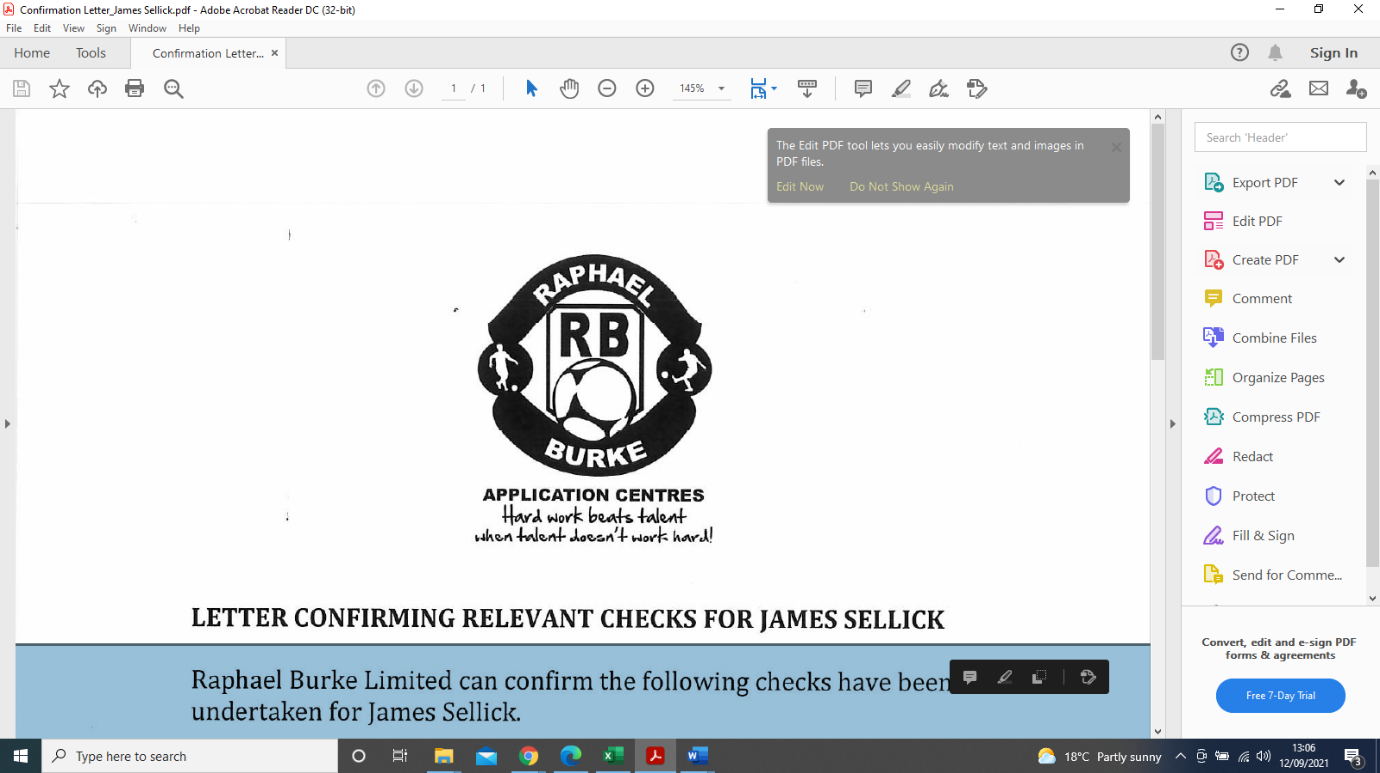 Confirmation Letter_James Sellick.pdf - Adobe Acrobat Reader DC (32-bit)
File Edit View Sign Window Help
Home Tools Confirmation Letter... × Sign In
1 / 1 145%
The Edit PDF tool lets you easily modify text and images in
PDF files.
Edit Now Do Not Show Again
Search 'Header'
Export PDF
Edit PDF
Create PDF
Comment
Combine Files
Organize Pages
Compress PDF
Redact
Protect
Fill & Sign
Send for Comme...
Convert, edit and e-sign PDF
forms & agreements
Free 7-Day Trial
RAPHAEL
RB
BURKE
APPLICATION CENTRES
Hard work beats talent
when talent doesn't work hard!
LETTER CONFIRMING RELEVANT CHECKS FOR JAMES SELLICK
Raphael Burke Limited can confirm the following checks have been
undertaken for James Sellick.
Type here to search
18°C Partly sunny
13:06
12/09/2021
3